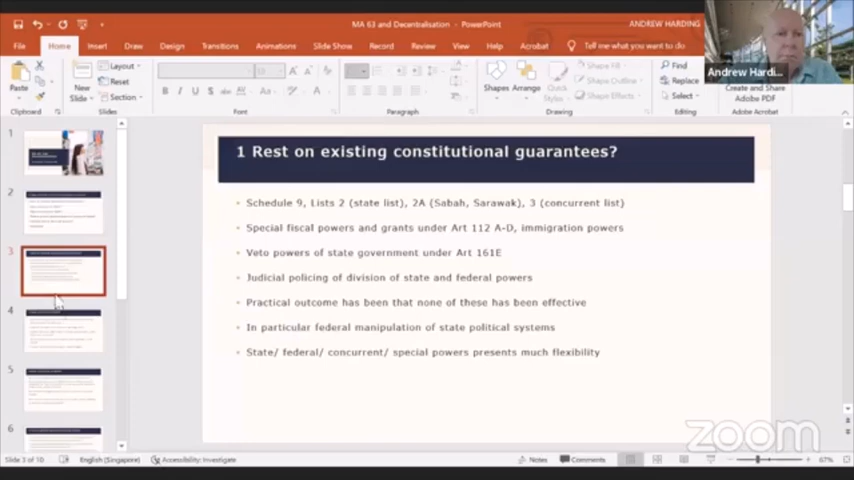 MA 63 and Decentralisation - PowerPoint
ANDREW HARDING
File Home Insert Draw Design Transitions Animations Slide Show Record Review View Help Acrobat Tell me what you want to do
Andrew Hardi...
Paste
New Slide
Layout
Reset
Section
B I U S
Shapes
Arrange
Quick Styles
Shape Fill
Shape Outline
Shape Effects
Find
Replace
Select
Create and Share Adobe PDF
Clipboard
Slides
Font
Paragraph
Drawing
Adobe Acrobat
1
2
3
4
5
6
1 Rest on existing constitutional guarantees?
• Schedule 9, Lists 2 (state list), 2A (Sabah, Sarawak), 3 (concurrent list)
• Special fiscal powers and grants under Art 112 A-D, immigration powers
• Veto powers of state government under Art 161E
• Judicial policing of division of state and federal powers
• Practical outcome has been that none of these has been effective
• In particular federal manipulation of state political systems
• State/ federal/ concurrent/ special powers presents much flexibility
zoom
Slide 3 of 10
English (Singapore)
Accessibility: Investigate
Notes
Comments
67%